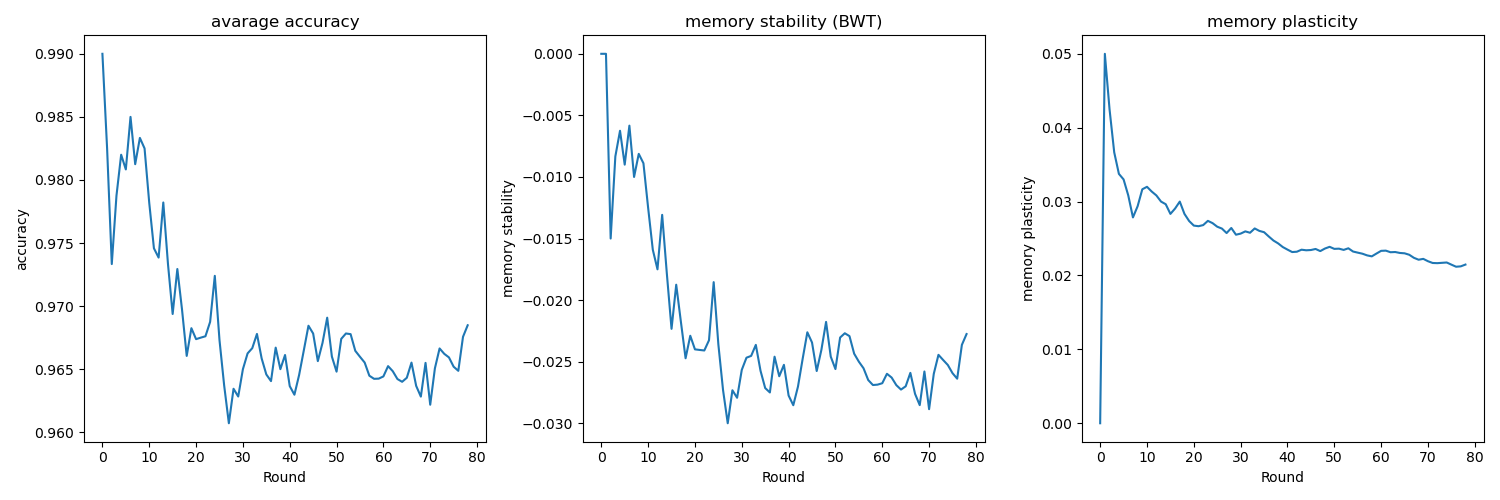 avarage accuracy
0.990
0.985
0.980
0.975
0.970
0.965
0.960
accuracy
0 10 20 30 40 50 60 70 80
Round
memory stability (BWT)
0.000
−0.005
−0.010
−0.015
−0.020
−0.025
−0.030
memory stability
0 10 20 30 40 50 60 70 80
Round
memory plasticity
0.05
0.04
0.03
0.02
0.01
0.00
memory plasticity
0 10 20 30 40 50 60 70 80
Round